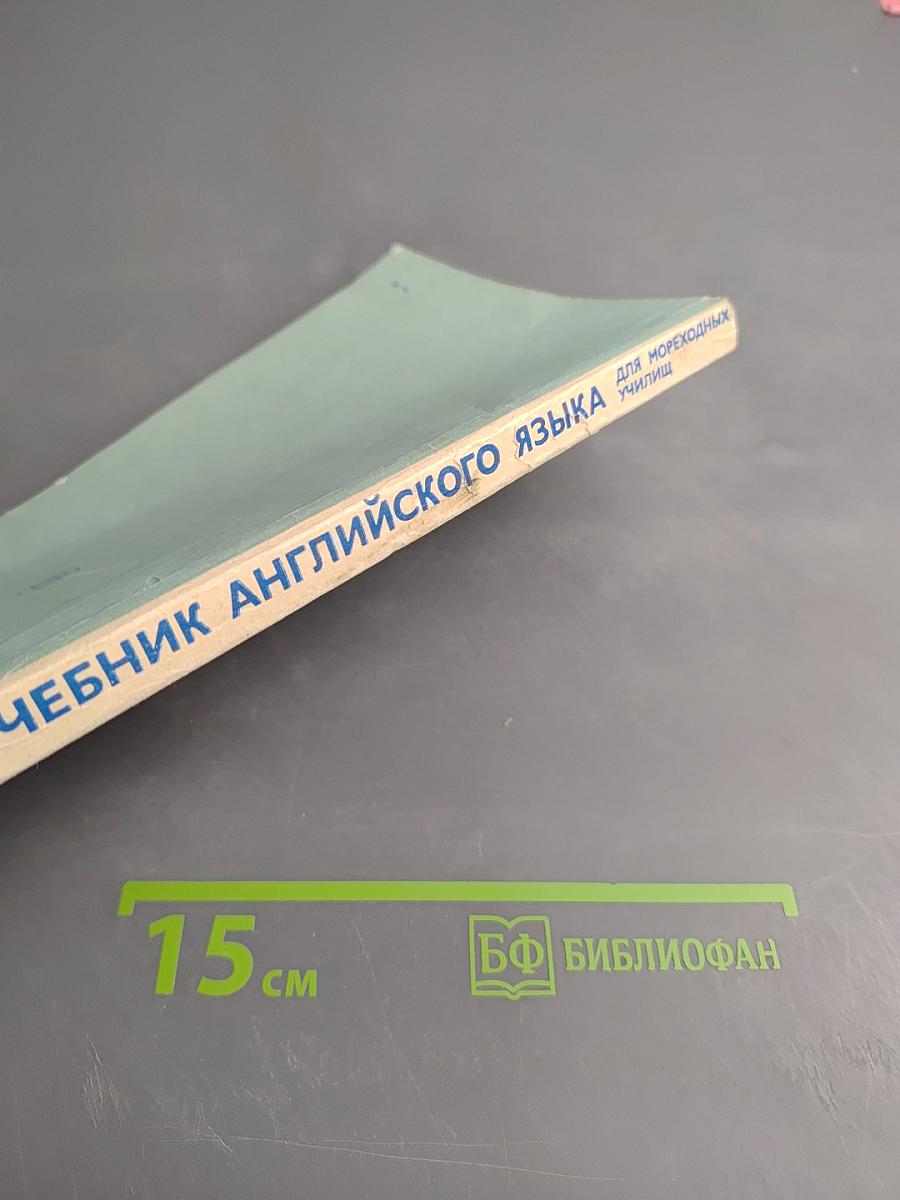 ЧЕБНИК АНГЛИЙСКОГО ЯЗЫКА
ДЛЯ МОРЕХОДНЫХ
УЧИЛИЩ
15 см
БФ БИБЛИОФАН